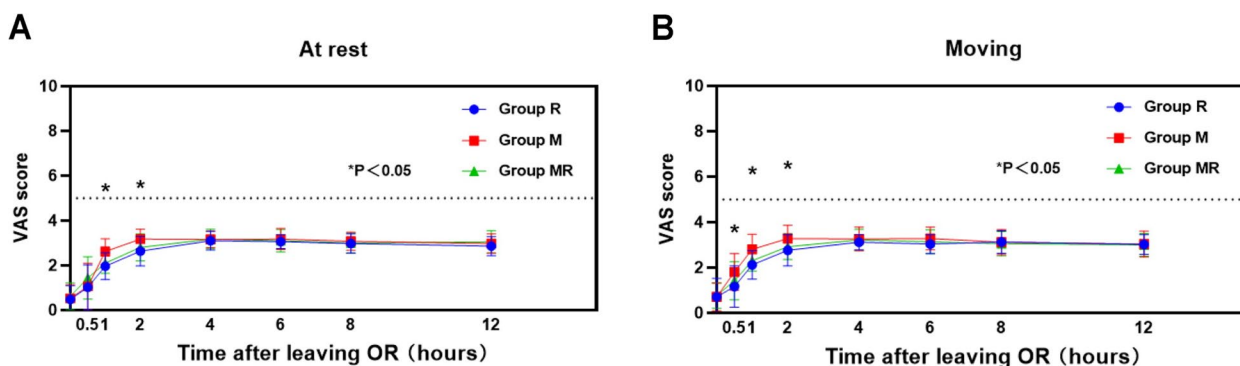 A
At rest
VAS score
10
8
6
4
2
0
Group R
Group M
Group MR
*P＜0.05
* *
0.51 2 4 6 8 12
Time after leaving OR（hours）
B
Moving
VAS score
10
8
6
4
2
0
Group R
Group M
Group MR
*P＜0.05
* * *
0.51 2 4 6 8 12
Time after leaving OR（hours）